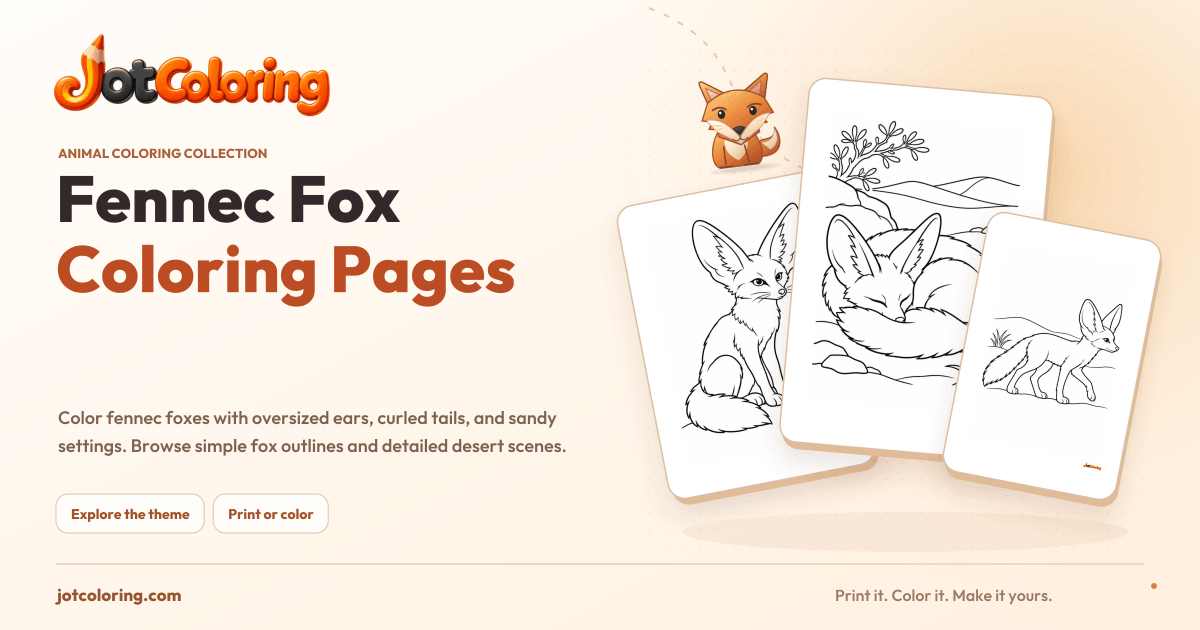 JotColoring
ANIMAL COLORING COLLECTION
Fennec Fox
Coloring Pages
Color fennec foxes with oversized ears, curled tails, and sandy
settings. Browse simple fox outlines and detailed desert scenes.
Explore the theme
Print or color
jotcoloring.com
Print it. Color it. Make it yours.